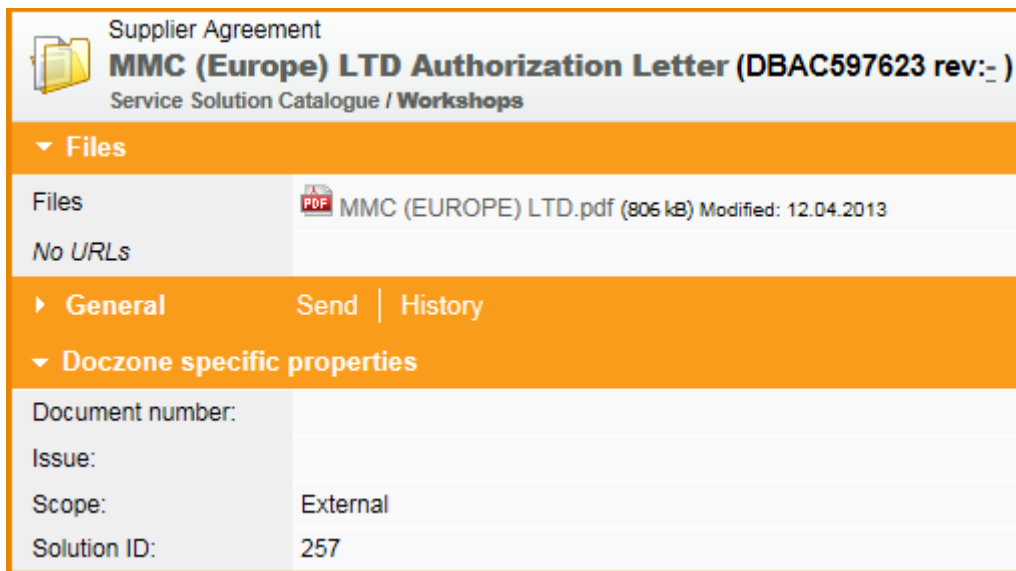 Supplier Agreement
MMC (Europe) LTD Authorization Letter (DBAC597623 rev:- )
Service Solution Catalogue / Workshops
Files
Files PDF MMC (EUROPE) LTD.pdf (806 kB) Modified: 12.04.2013
No URLs
General Send | History
Doczone specific properties
Document number:
Issue:
Scope: External
Solution ID: 257